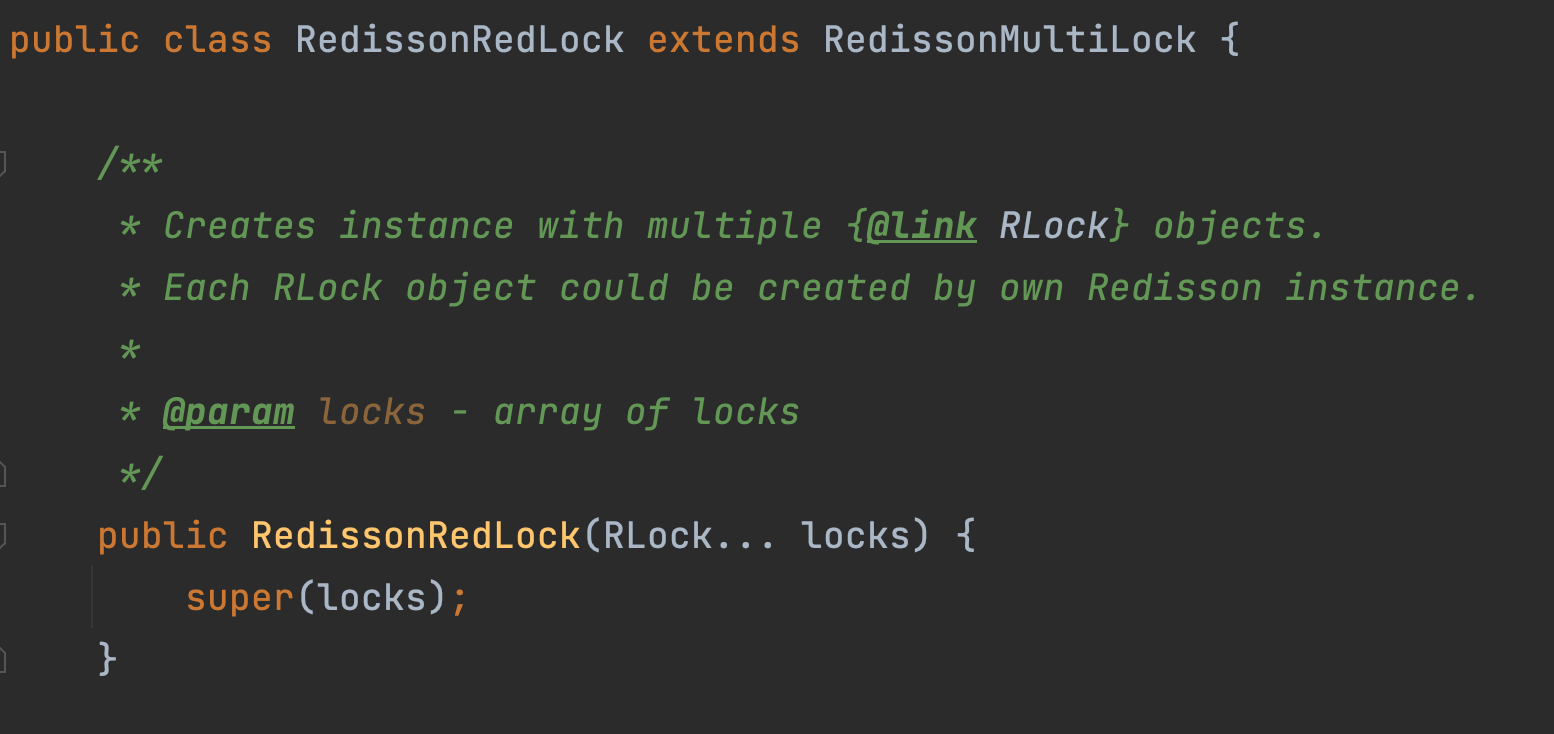 public class RedissonRedLock extends RedissonMultiLock {
/**
* Creates instance with multiple {@link RLock} objects.
* Each RLock object could be created by own Redisson instance.
*
* @param locks - array of locks
*/
public RedissonRedLock(RLock... locks) {
super(locks);
}